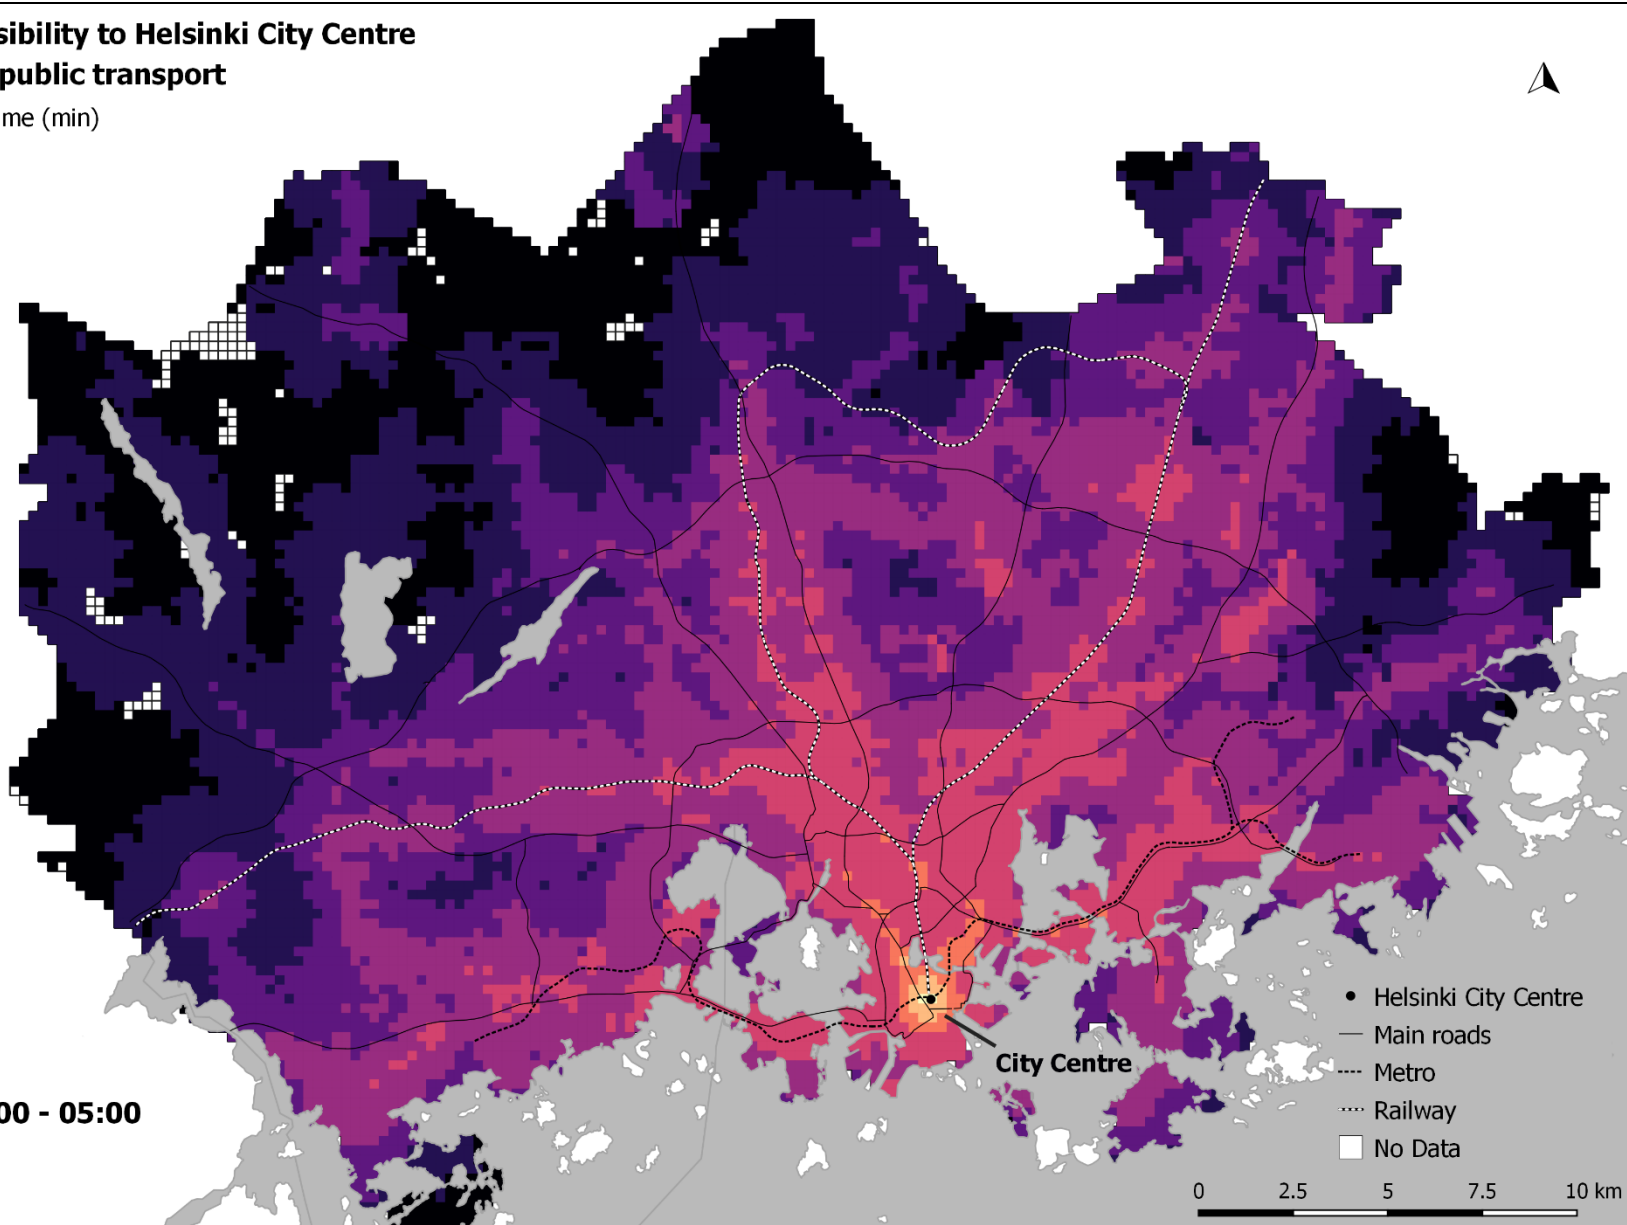 sibility to Helsinki City Centre
public transport
me (min)
City Centre
00 - 05:00
Helsinki City Centre
Main roads
Metro
Railway
No Data
0 2.5 5 7.5 10 km